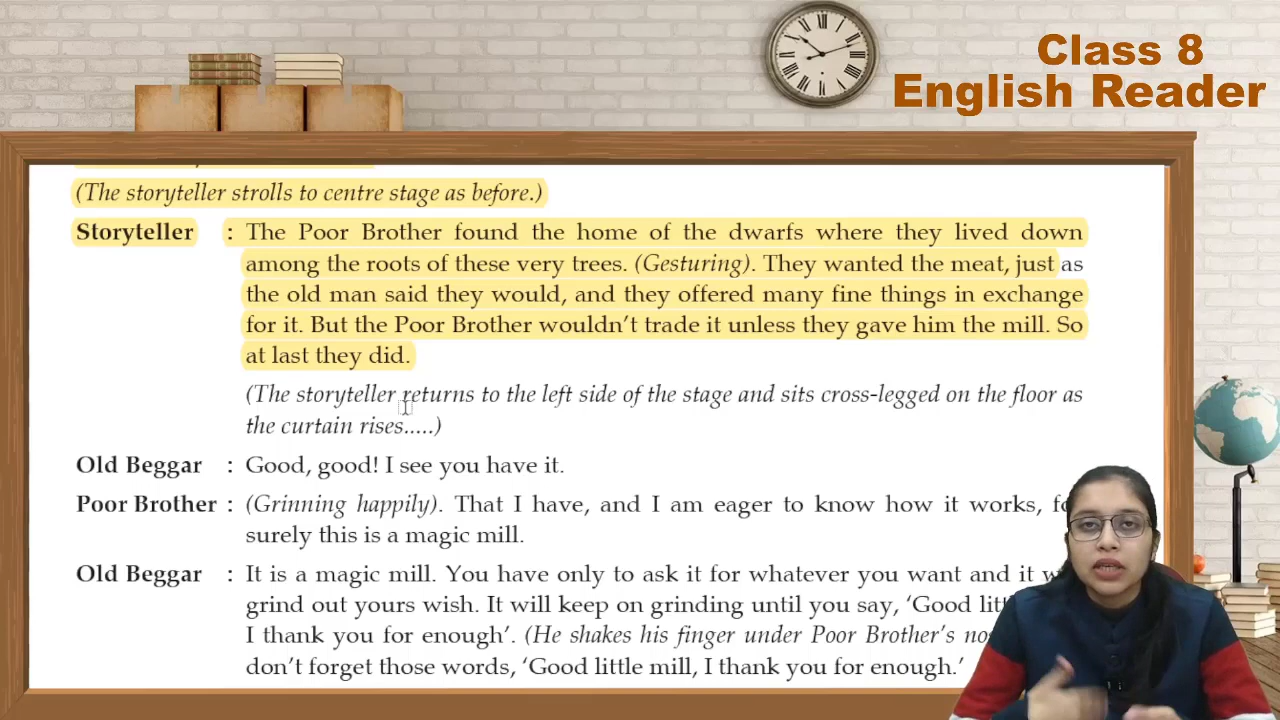 Class 8
English Reader
(The storyteller strolls to centre stage as before.)
Storyteller : The Poor Brother found the home of the dwarfs where they lived down
among the roots of these very trees. (Gesturing). They wanted the meat, just as
the old man said they would, and they offered many fine things in exchange
for it. But the Poor Brother wouldn't trade it unless they gave him the mill. So
at last they did.
(The storyteller returns to the left side of the stage and sits cross-legged on the floor as
the curtain rises.....)
Old Beggar : Good, good! I see you have it.
Poor Brother : (Grinning happily). That I have, and I am eager to know how it works,
surely this is a magic mill.
Old Beggar : It is a magic mill. You have only to ask it for whatever you want and it
grind out yours wish. It will keep on grinding until you say, 'Good
I thank you for enough'. (He shakes his finger under Poor Brother's
don't forget those words, 'Good little mill, I thank you for enough.'